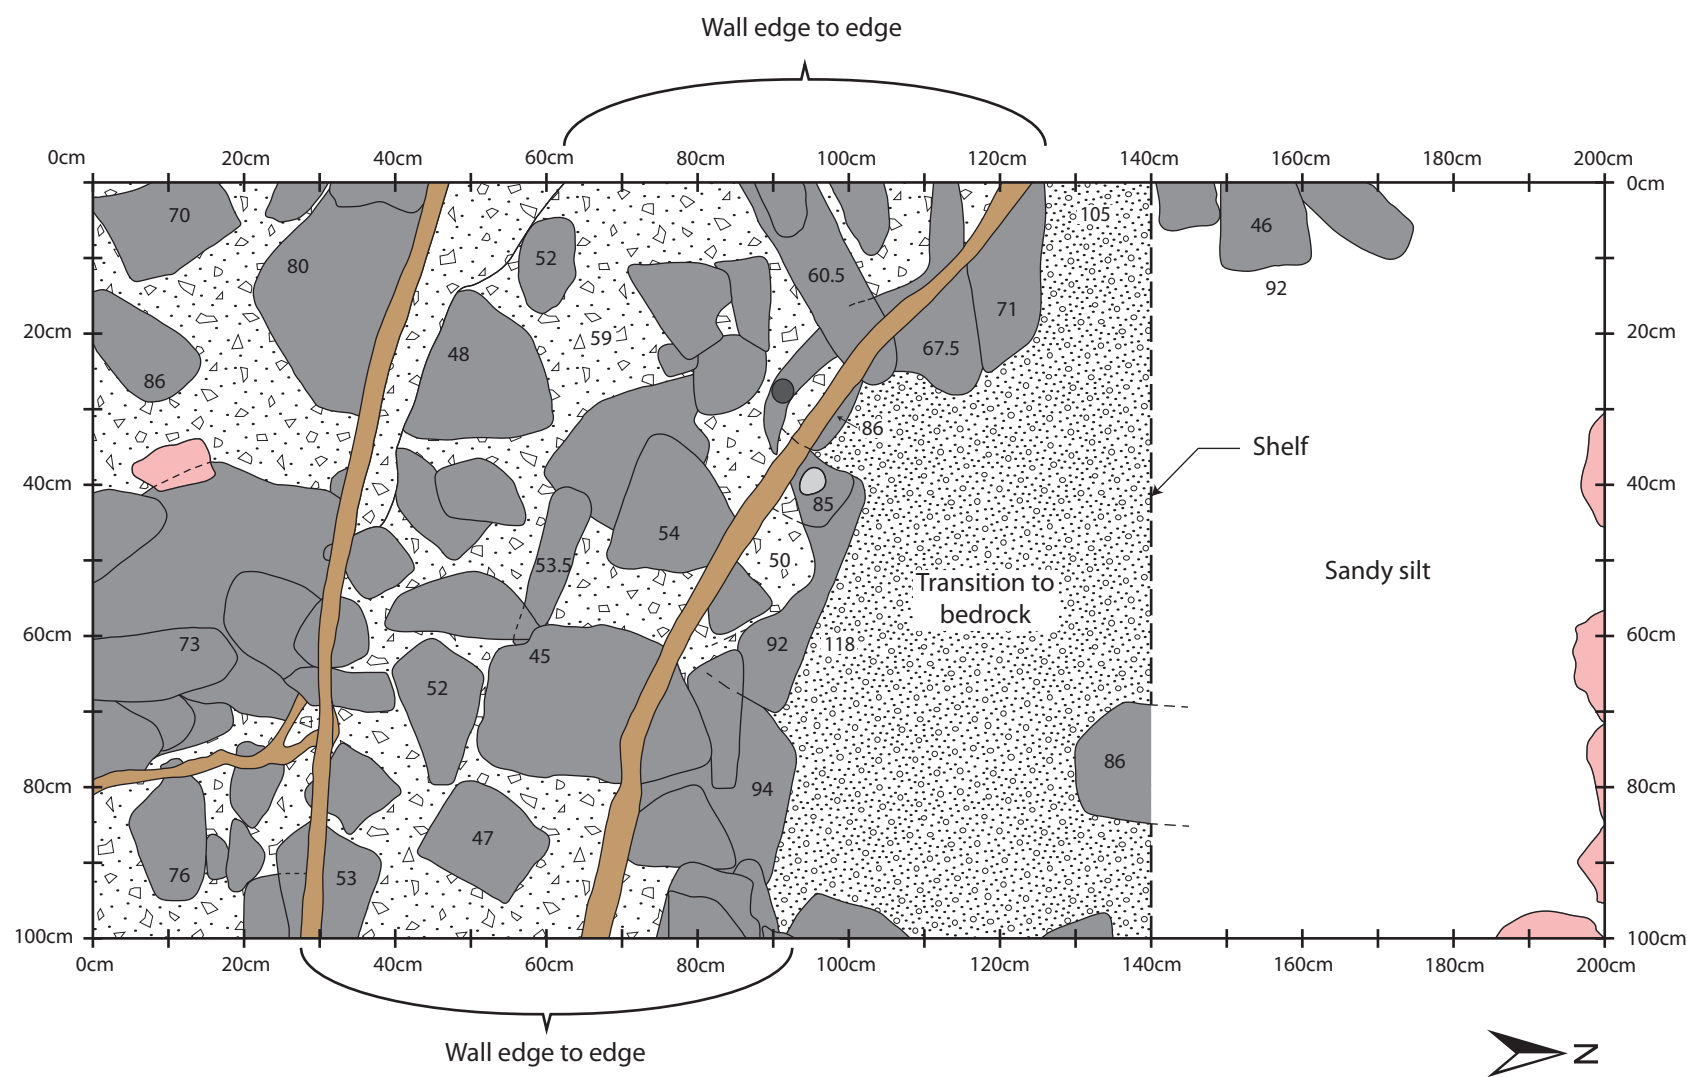 Wall edge to edge
0cm 20cm 40cm 60cm 80cm 100cm 120cm 140cm 160cm 180cm 200cm
0cm
70 105
52 46
80 60.5
92
71
20cm 59 20cm
48 67.5
86
86
Shelf
40cm 40cm
85
54
53.5 50 Sandy silt
Transition to
bedrock
60cm 60cm
73 45 92 118
52
86
80cm 94 80cm
47
76 53
100cm 100cm
0cm 20cm 40cm 60cm 80cm 100cm 120cm 140cm 160cm 180cm 200cm
Wall edge to edge
N